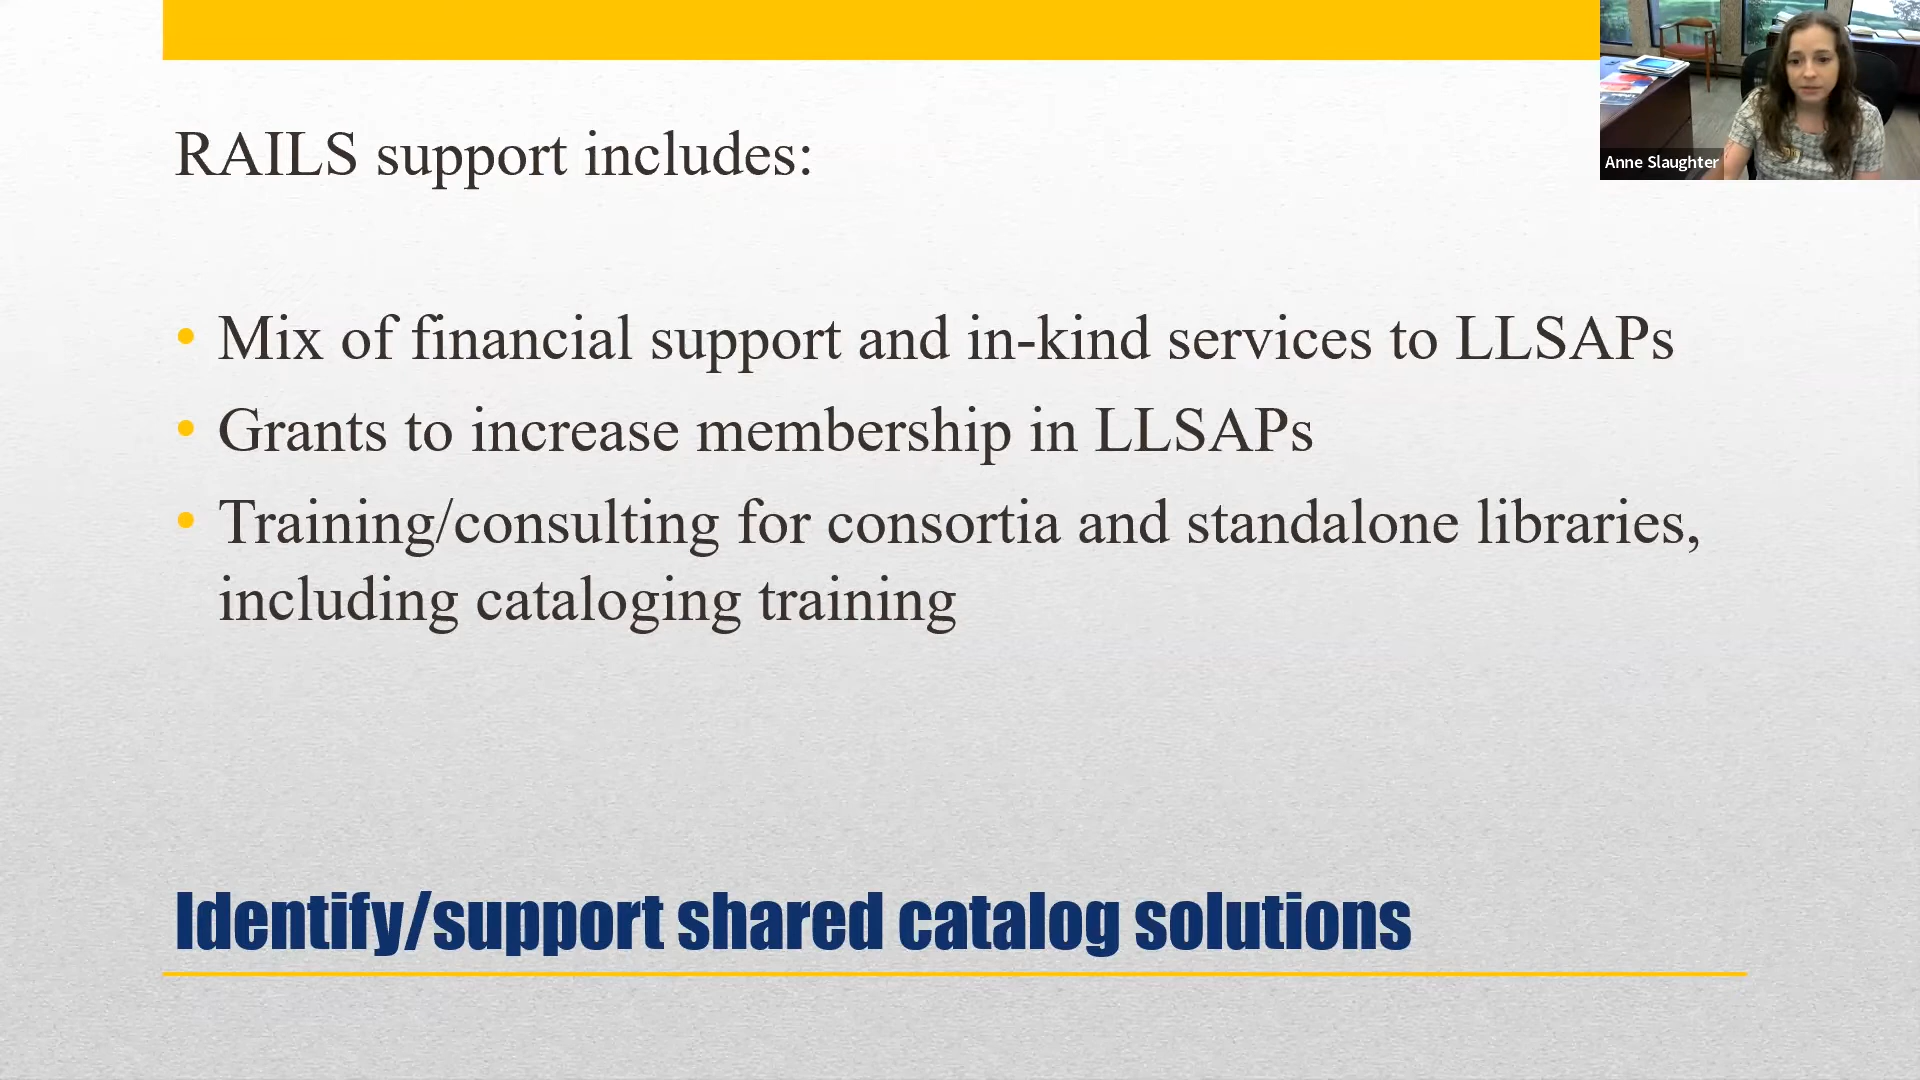 RAILS support includes:
• Mix of financial support and in-kind services to LLSAPs
• Grants to increase membership in LLSAPs
• Training/consulting for consortia and standalone libraries,
including cataloging training
Identify/support shared catalog solutions
Anne Slaughter